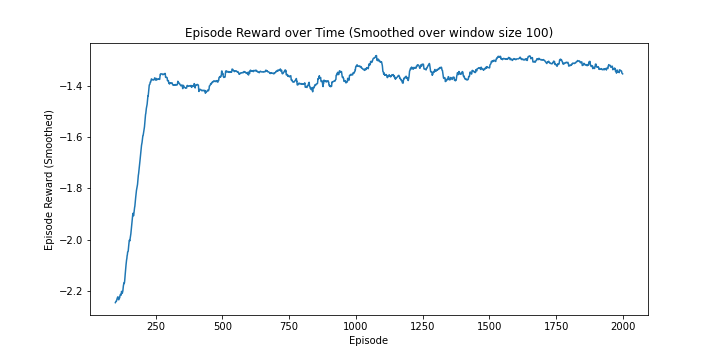 Episode Reward over Time (Smoothed over window size 100)
Episode Reward (Smoothed)
−1.4
−1.6
−1.8
−2.0
−2.2
250 500 750 1000 1250 1500 1750 2000
Episode